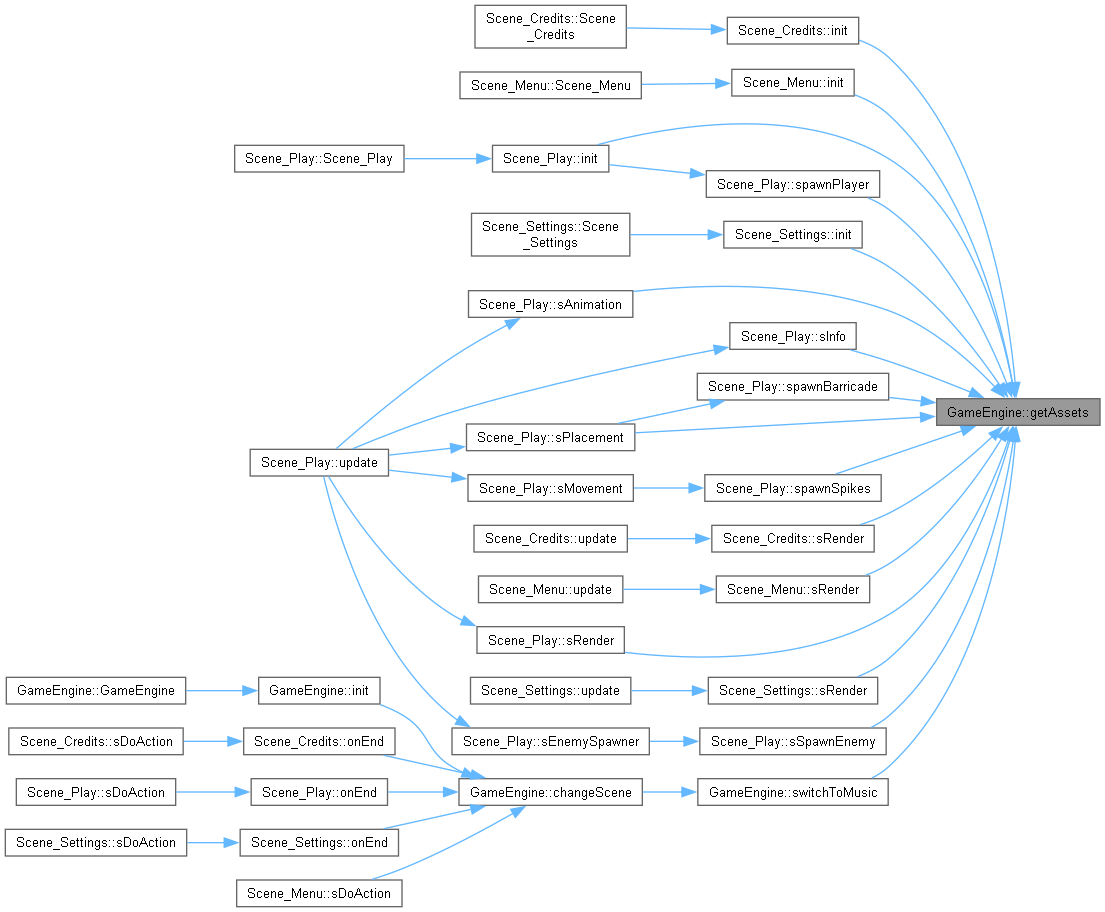 Scene_Credits::Scene
_Credits
Scene_Credits::init
Scene_Menu::Scene_Menu
Scene_Menu::init
Scene_Play::Scene_Play
Scene_Play::init
Scene_Play::spawnPlayer
Scene_Settings::Scene
_Settings
Scene_Settings::init
Scene_Play::sAnimation
Scene_Play::sInfo
Scene_Play::spawnBarricade
GameEngine::getAssets
Scene_Play::sPlacement
Scene_Play::update
Scene_Play::sMovement
Scene_Play::spawnSpikes
Scene_Credits::update
Scene_Credits::sRender
Scene_Menu::update
Scene_Menu::sRender
Scene_Play::sRender
GameEngine::GameEngine
GameEngine::init
Scene_Settings::update
Scene_Settings::sRender
Scene_Credits::sDoAction
Scene_Credits::onEnd
Scene_Play::sEnemySpawner
Scene_Play::sSpawnEnemy
Scene_Play::sDoAction
Scene_Play::onEnd
GameEngine::changeScene
GameEngine::switchToMusic
Scene_Settings::sDoAction
Scene_Settings::onEnd
Scene_Menu::sDoAction